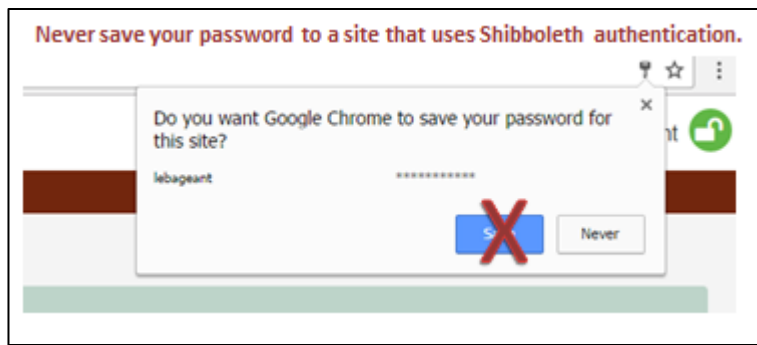 Never save your password to a site that uses Shibboleth authentication.
Do you want Google Chrome to save your password for
this site?
lebageant
***********
Never